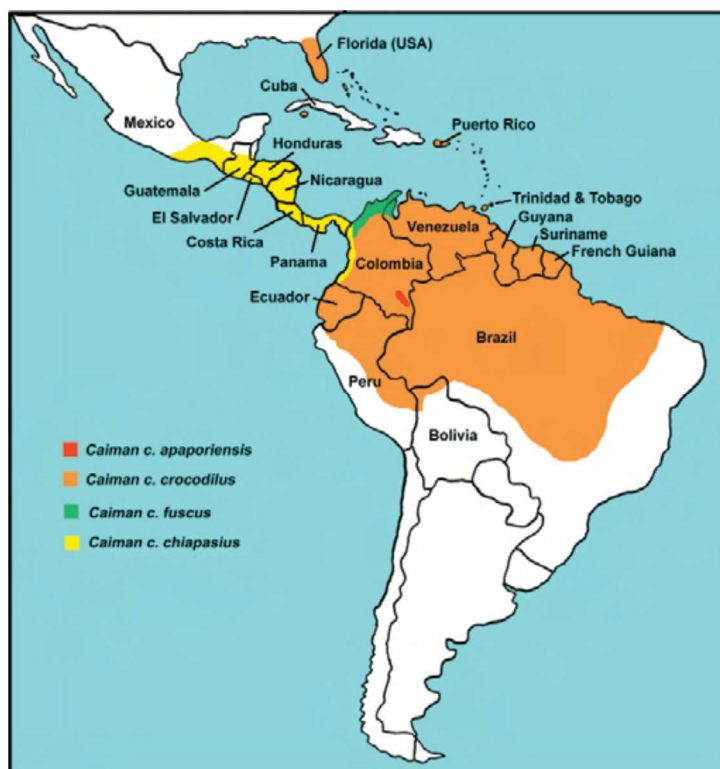 Florida (USA)
Cuba
Mexico
Puerto Rico
Honduras
Guatemala
Nicaragua
El Salvador
Trinidad & Tobago
Guyana
Costa Rica
Venezuela
Suriname
Panama
French Guiana
Colombia
Ecuador
Brazil
Peru
Bolivia
Caiman c. apaporiensis
Caiman c. crocodilus
Caiman c. fuscus
Caiman c. chiapasius